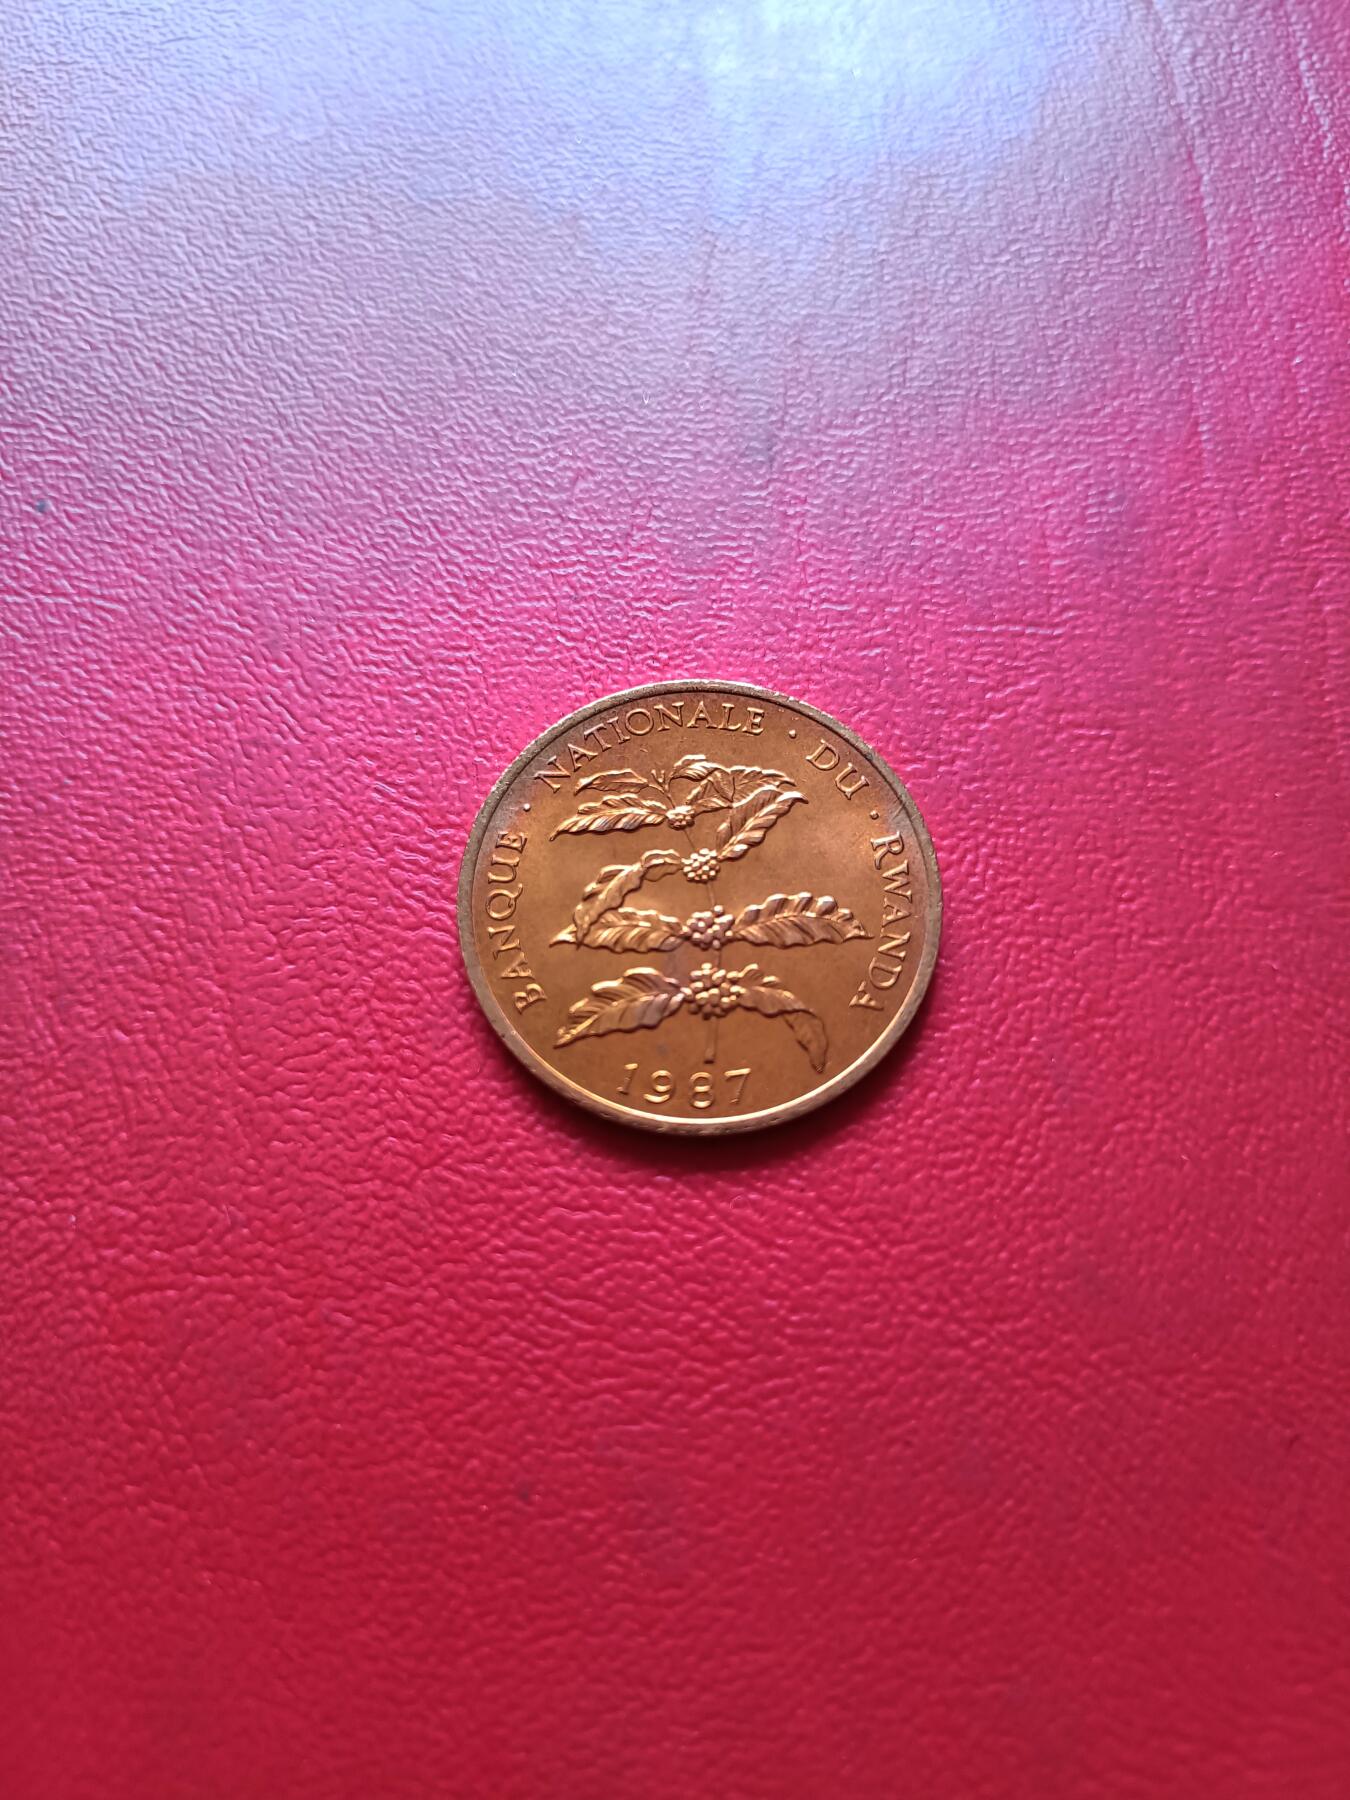 BANQUE · NATIONALE · DU · RWANDA
1987